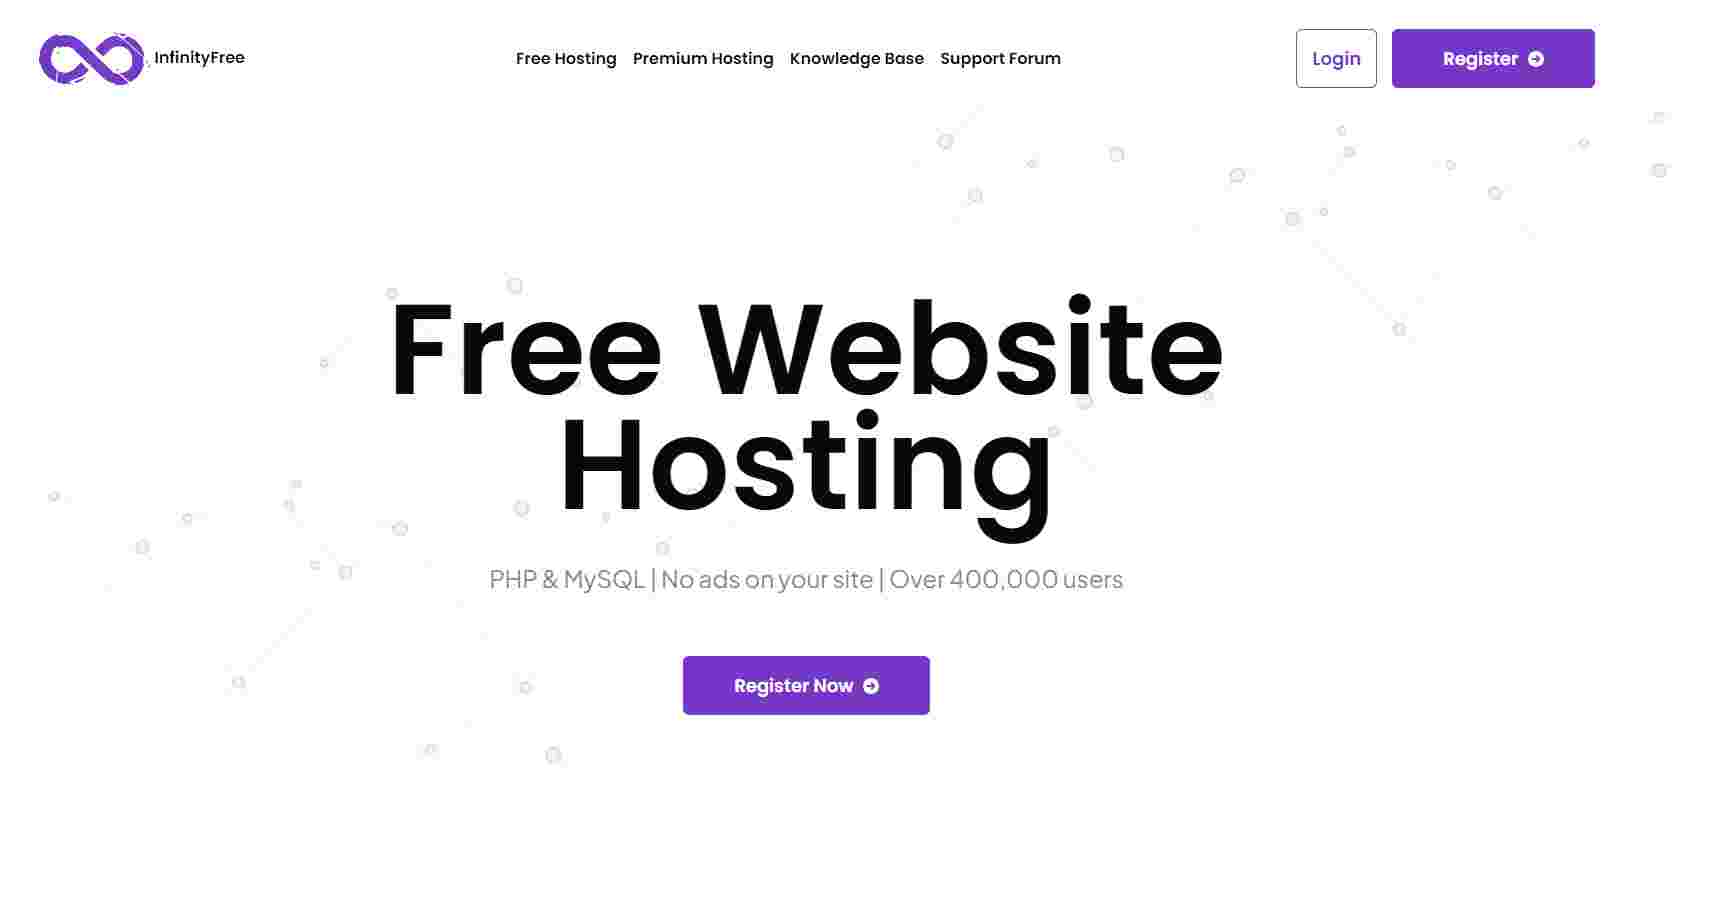 InfinityFree
Free Hosting
Premium Hosting
Knowledge Base
Support Forum
Login
Register
Free Website
Hosting
PHP & MySQL | No ads on your site | Over 400,000 users
Register Now